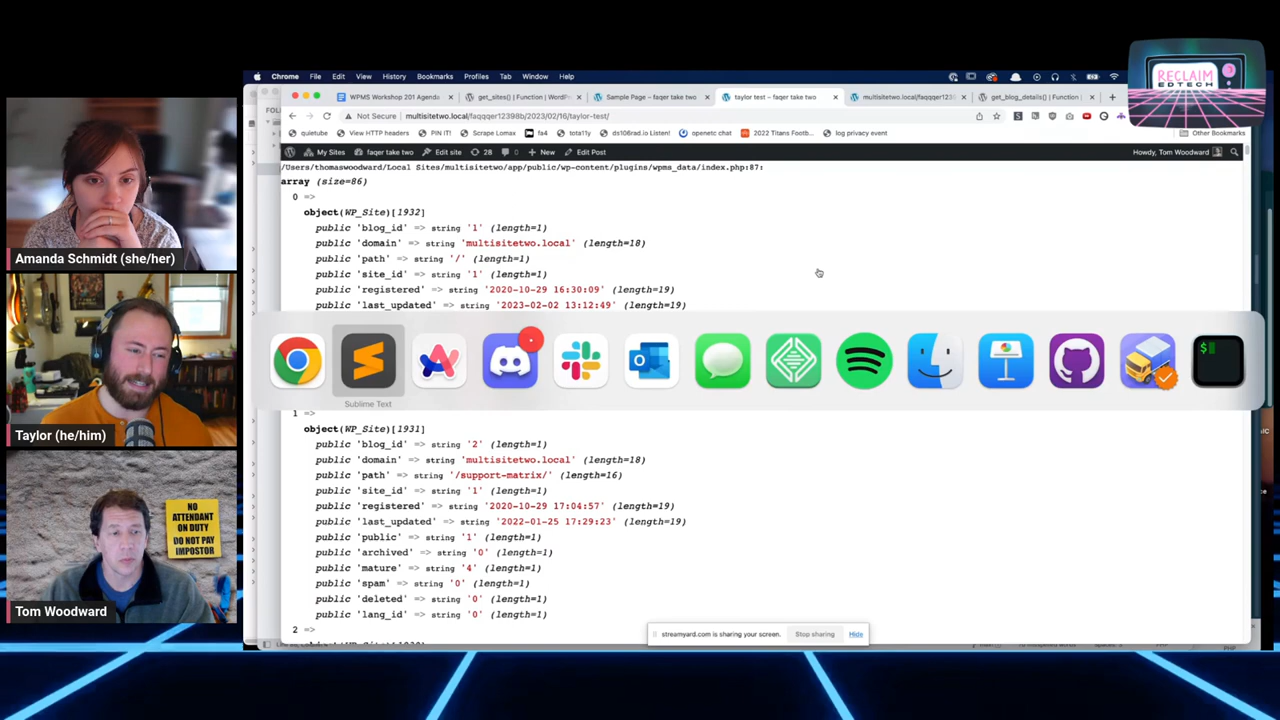 RECLAIM
EDTECH
Chrome File Edit View History Bookmarks Profiles Tab Window Help
WPMS Workshop 201 Agenda
Function | WordP
Sample Page – faqer take two
taylor test – faqer take two
multisitetwo.local/faqqqer123
get_blog_details() | Function |
Not Secure multisitetwo.local/faqqqer12398b/2023/02/16/taylor-test/
quietube View HTTP headers PIN IT! Scrape Lomax fa4 tota11y ds106rad.io Listen! openetc chat 2022 Titans Footb... log privacy event Other Bookmarks
My Sites faqer take two Edit site 28 0 New Edit Post Howdy, Tom Woodward
/Users/thomaswoodward/Local Sites/multisitetwo/app/public/wp-content/plugins/wpms_data/index.php:87:
array (size=86)
0 =>
object(WP_Site)[1932]
public 'blog_id' => string '1' (length=1)
public 'domain' => string 'multisitetwo.local' (length=18)
public 'path' => string '/' (length=1)
public 'site_id' => string '1' (length=1)
public 'registered' => string '2020-10-29 16:30:09' (length=19)
public 'last_updated' => string '2023-02-02 13:12:49' (length=19)
Sublime Text
1 =>
object(WP_Site)[1931]
public 'blog_id' => string '2' (length=1)
public 'domain' => string 'multisitetwo.local' (length=18)
public 'path' => string '/support-matrix/' (length=16)
public 'site_id' => string '1' (length=1)
public 'registered' => string '2020-10-29 17:04:57' (length=19)
public 'last_updated' => string '2022-01-25 17:29:23' (length=19)
public 'public' => string '1' (length=1)
public 'archived' => string '0' (length=1)
public 'mature' => string '4' (length=1)
public 'spam' => string '0' (length=1)
public 'deleted' => string '0' (length=1)
public 'lang_id' => string '0' (length=1)
2 =>
streamyard.com is sharing your screen. Stop sharing Hide
Amanda Schmidt (she/her)
Taylor (he/him)
NO
ATTENDANT
ON DUTY
DO NOT PAY
IMPOSTOR
Tom Woodward